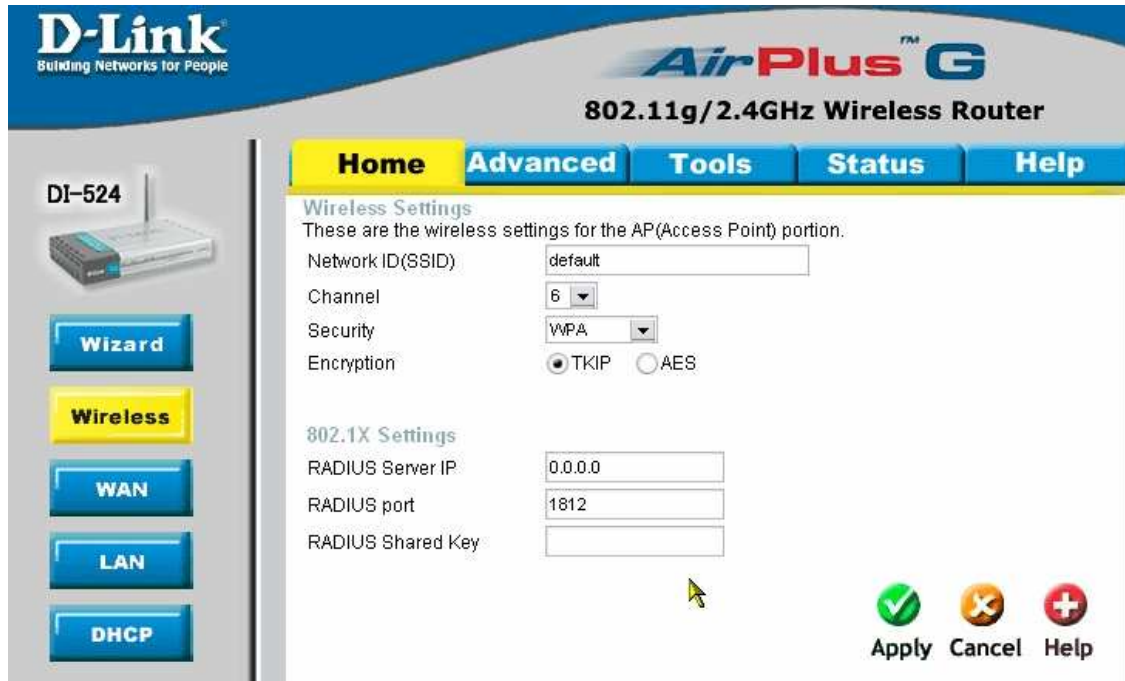 D-Link
Building Networks for People
AirPlus G
TM
802.11g/2.4GHz Wireless Router
DI-524
Home Advanced Tools Status Help
Wireless Settings
These are the wireless settings for the AP(Access Point) portion.
Network ID(SSID) default
Channel 6
Security WPA
Encryption TKIP AES
802.1X Settings
RADIUS Server IP 0.0.0.0
RADIUS port 1812
RADIUS Shared Key
Wizard
Wireless
WAN
LAN
DHCP
Apply Cancel Help